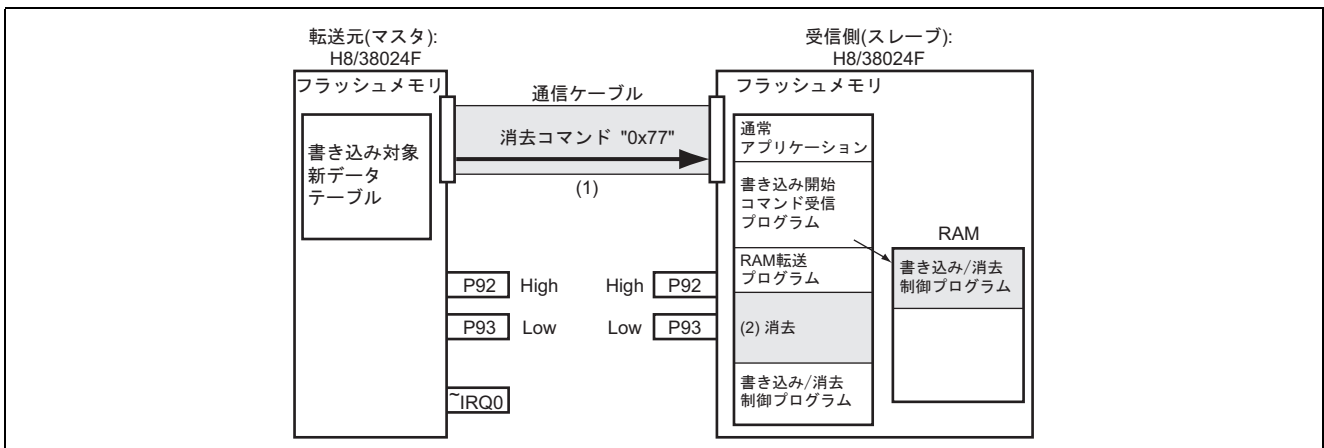 転送元(マスタ):
H8/38024F
フラッシュメモリ
書き込み対象
新データ
テーブル
通信ケーブル
消去コマンド "0x77"
(1)
P92 High
P93 Low
~IRQ0
受信側(スレーブ):
H8/38024F
フラッシュメモリ
High P92
Low P93
通常
アプリケーション
書き込み開始
コマンド受信
プログラム
RAM転送
プログラム
(2) 消去
書き込み/消去
制御プログラム
RAM
書き込み/消去
制御プログラム